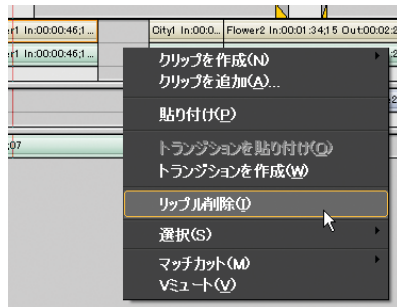 r1 In:00:00:46;1 ...
City1 In:00:0...
Flower2 In:00:01:34;15 Out:00:02:2
r1 In:00:00:46;1 ...
:07
クリップを作成(N)
クリップを追加(A)...
貼り付け(P)
トランジションを貼り付け(O)
トランジションを作成(W)
リップル削除(I)
選択(S)
マッチカット(M)
Vミュート(V)